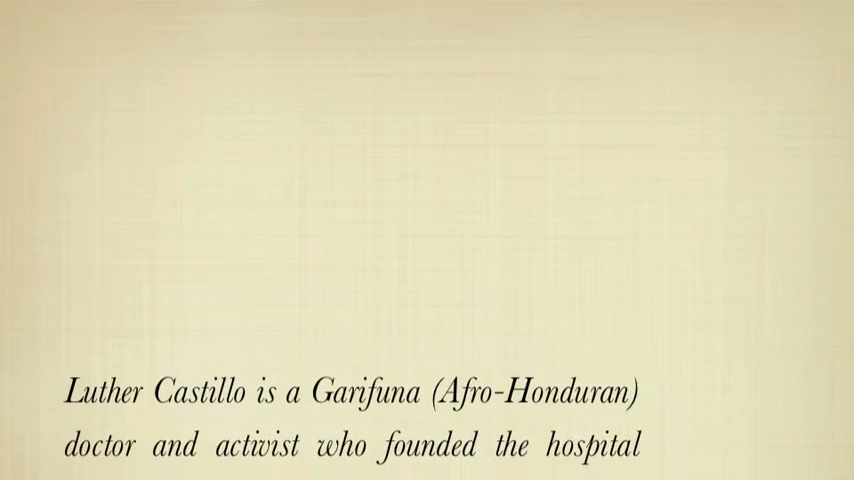 Luther Castillo is a Garifuna (Afro-Honduran)
doctor and activist who founded the hospital